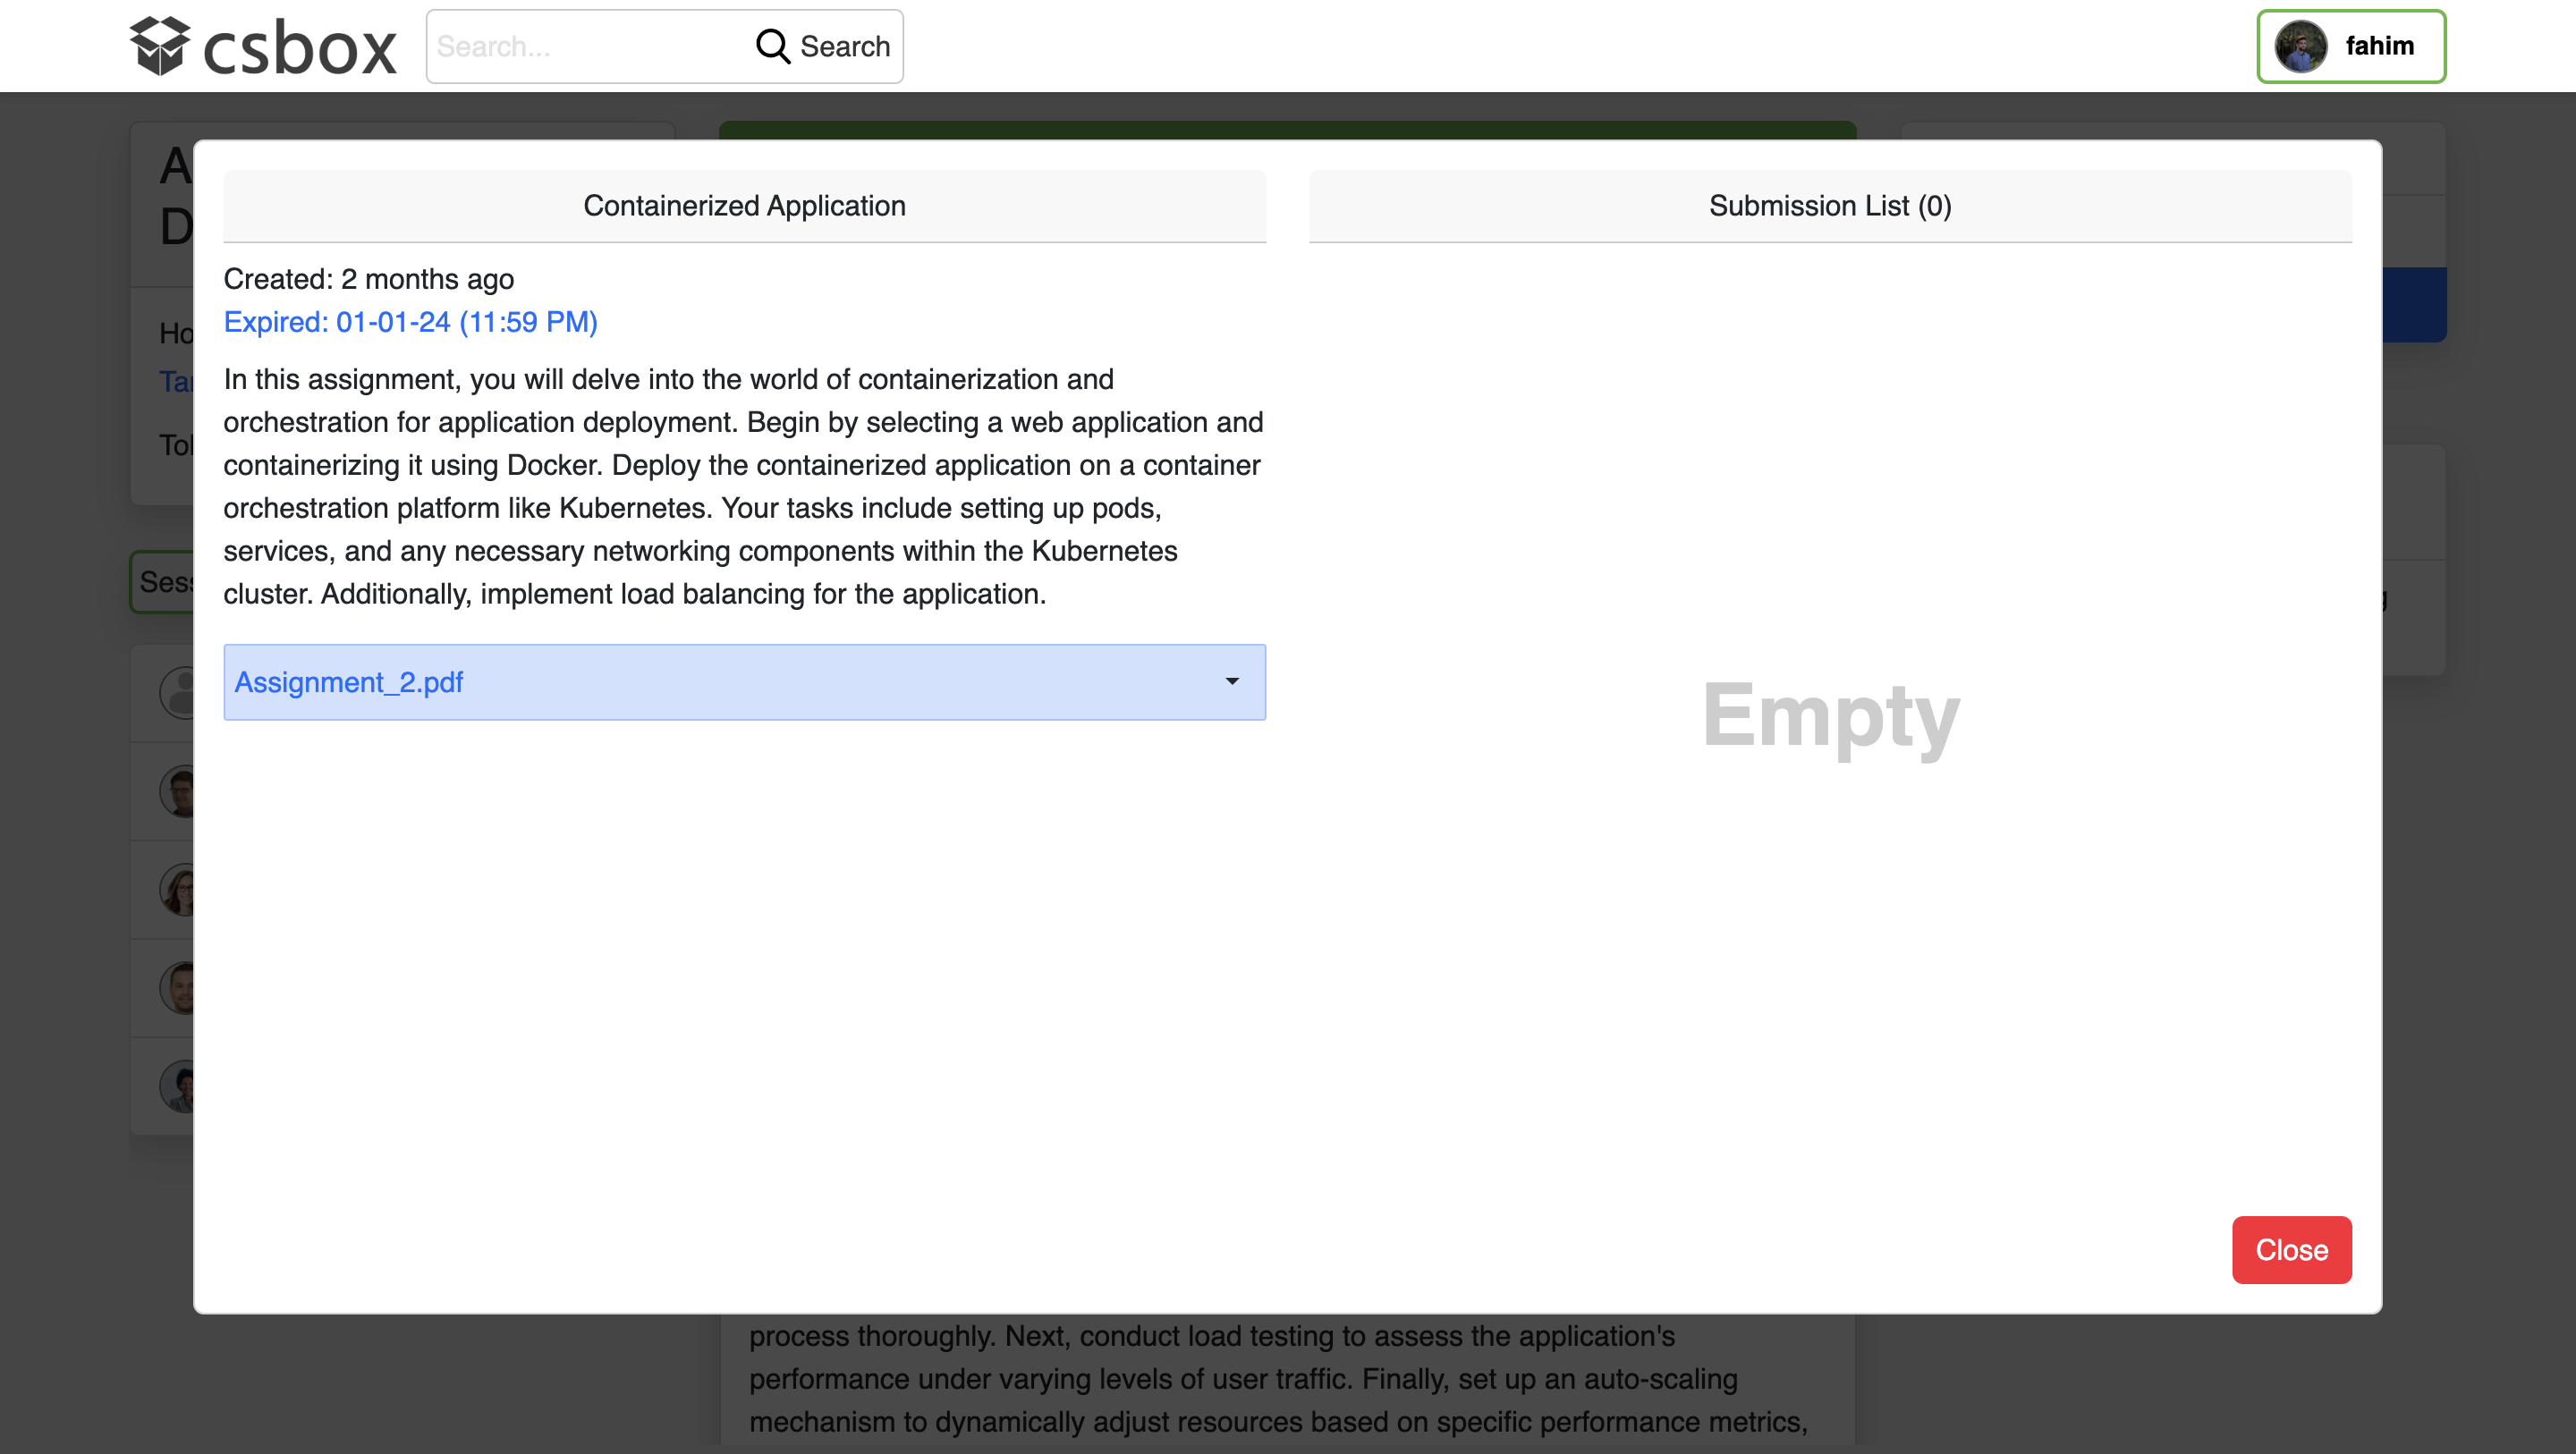 csbox
Search...
Search
fahim
Containerized Application
Created: 2 months ago
Expired: 01-01-24 (11:59 PM)
In this assignment, you will delve into the world of containerization and
orchestration for application deployment. Begin by selecting a web application and
containerizing it using Docker. Deploy the containerized application on a container
orchestration platform like Kubernetes. Your tasks include setting up pods,
services, and any necessary networking components within the Kubernetes
cluster. Additionally, implement load balancing for the application.
Assignment_2.pdf
Submission List (0)
Empty
Close
process thoroughly. Next, conduct load testing to assess the application's
performance under varying levels of user traffic. Finally, set up an auto-scaling
mechanism to dynamically adjust resources based on specific performance metrics,